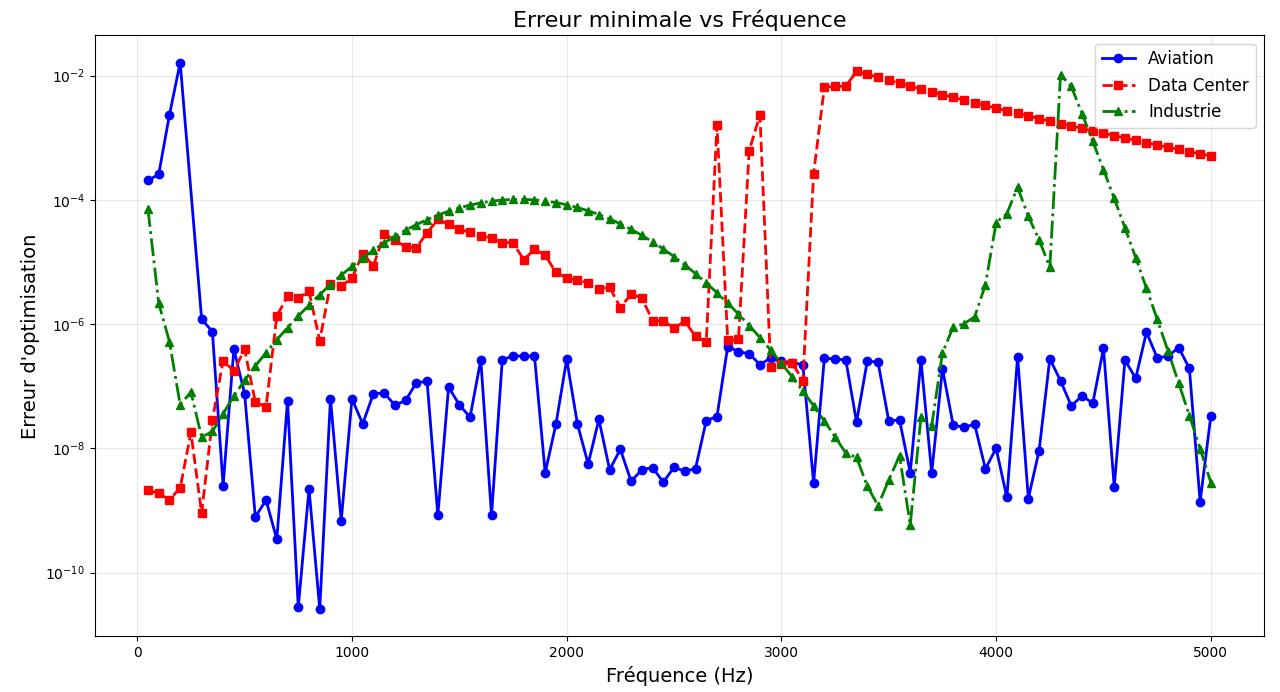 Erreur minimale vs Fréquence
Erreur d'optimisation
10⁻²
10⁻⁴
10⁻⁶
10⁻⁸
10⁻¹⁰
Aviation
Data Center
Industrie
0 1000 2000 3000 4000 5000
Fréquence (Hz)